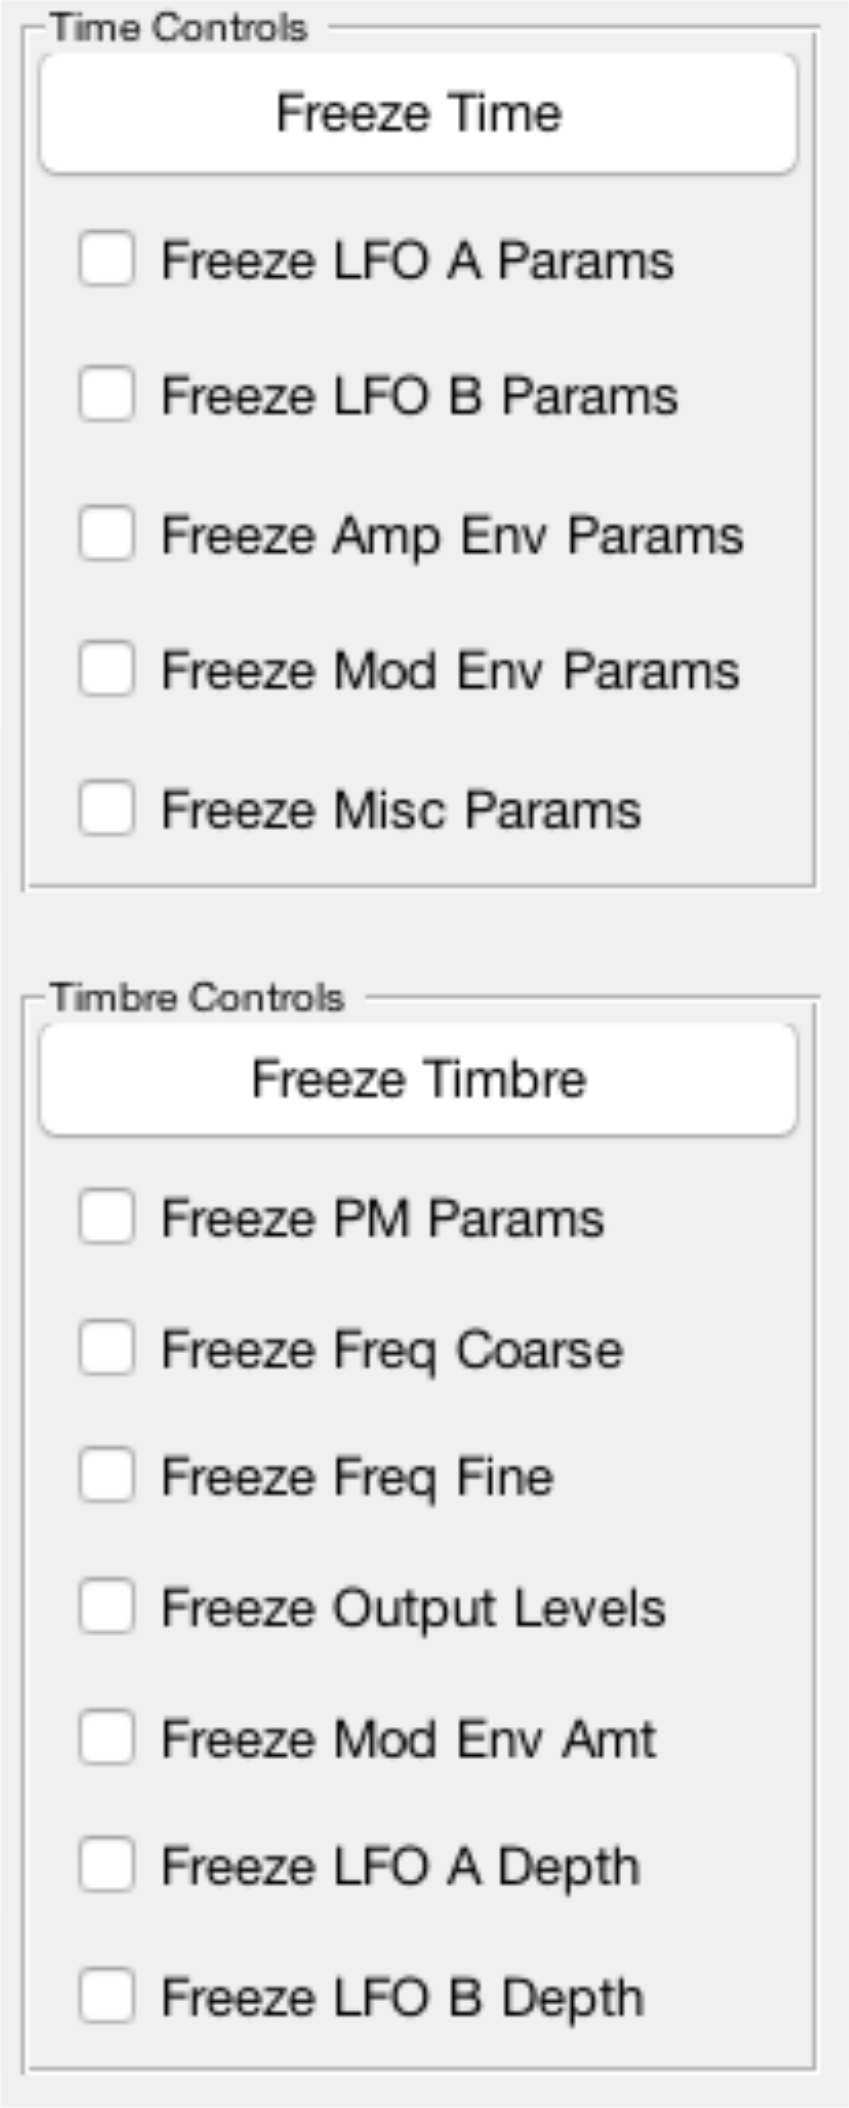 Time Controls
Freeze Time
Freeze LFO A Params
Freeze LFO B Params
Freeze Amp Env Params
Freeze Mod Env Params
Freeze Misc Params
Timbre Controls
Freeze Timbre
Freeze PM Params
Freeze Freq Coarse
Freeze Freq Fine
Freeze Output Levels
Freeze Mod Env Amt
Freeze LFO A Depth
Freeze LFO B Depth